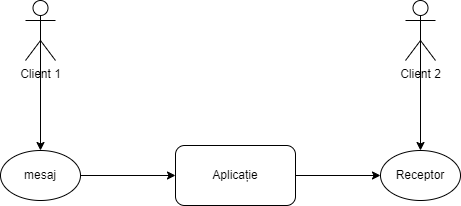 Client 1
Client 2
mesaj
Aplicație
Receptor